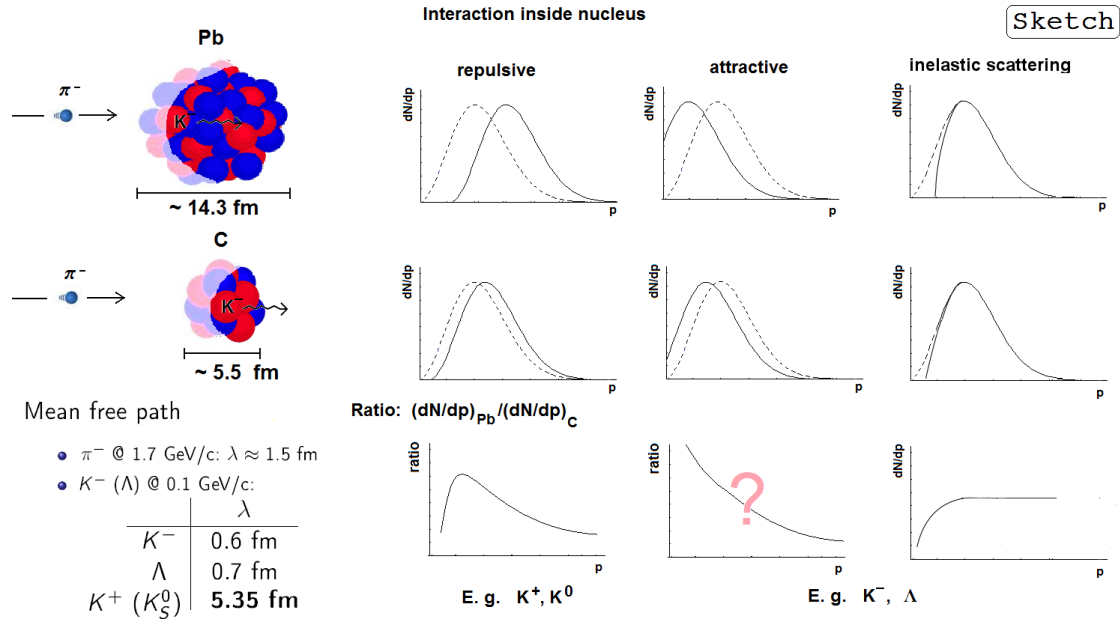 Interaction inside nucleus
Sketch
Pb
π⁻
K⁻
~ 14.3 fm
repulsive
attractive
inelastic scattering
dN/dp
p
dN/dp
p
dN/dp
p
C
π⁻
K⁻
~ 5.5 fm
dN/dp
p
dN/dp
p
dN/dp
p
Mean free path
π⁻ @ 1.7 GeV/c: λ ≈ 1.5 fm
K⁻ (Λ) @ 0.1 GeV/c:
λ
K⁻ 0.6 fm
Λ 0.7 fm
K⁺ (K⁰_S) 5.35 fm
Ratio: (dN/dp)_Pb/(dN/dp)_C
ratio
p
ratio
?
p
dN/dp
p
E. g. K⁺, K⁰
E. g. K⁻, Λ